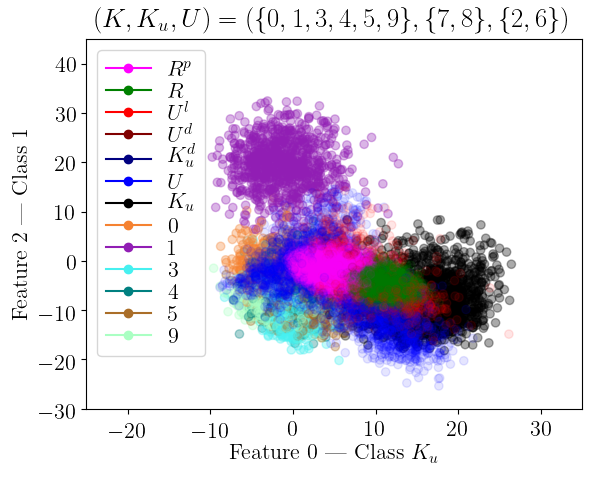 (K, K_u, U) = ({0, 1, 3, 4, 5, 9}, {7, 8}, {2, 6})
Feature 2 — Class 1
40
30
20
10
0
−10
−20
−30
R^p
R
U^l
U^d
K_u^d
U
K_u
0
1
3
4
5
9
−20
−10
0
10
20
30
Feature 0 — Class K_u